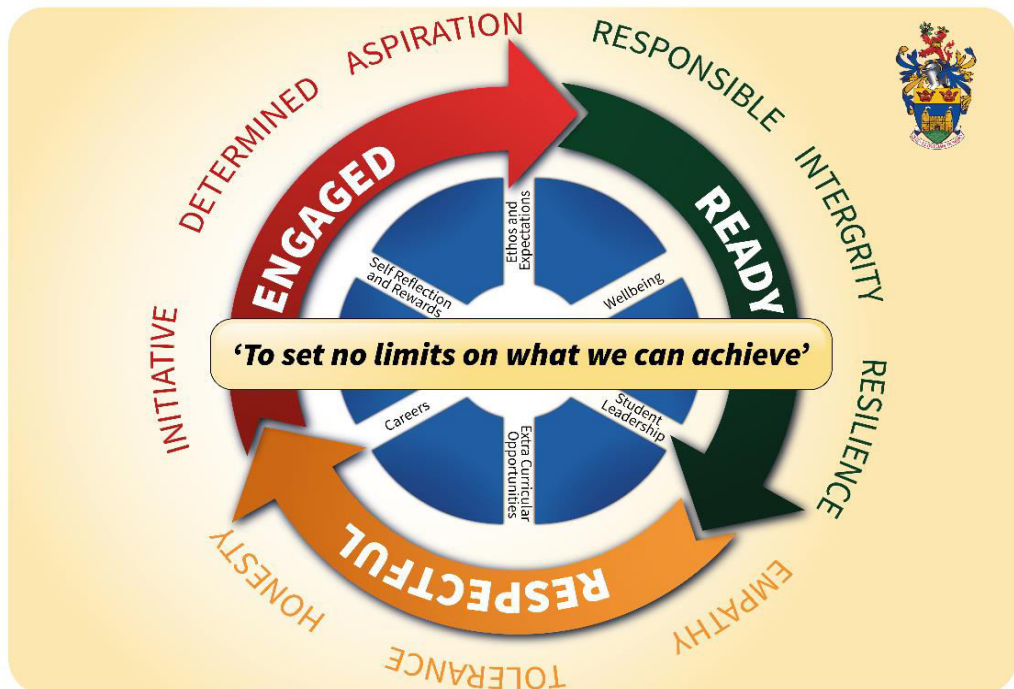 ASPIRATION
DETERMINED
INITIATIVE
ENGAGED
RESPONSIBLE
INTERGRITY
RESILIENCE
READY
EMPATHY
TOLERANCE
HONESTY
RESPECTFUL
Ethos and
Expectations
Wellbeing
Student
Leadership
Extra Curricular
Opportunities
Careers
Self Reflection
and Rewards
‘To set no limits on what we can achieve’